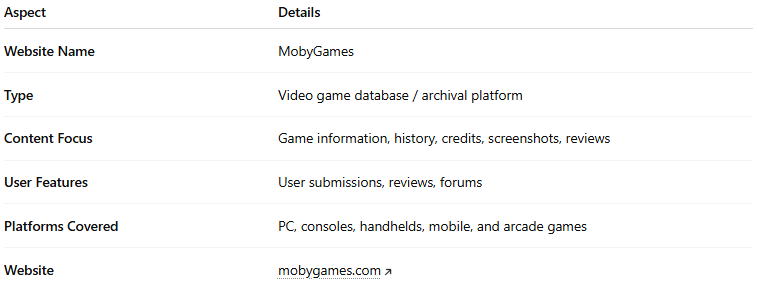 Aspect Details
Website Name MobyGames
Type Video game database / archival platform
Content Focus Game information, history, credits, screenshots, reviews
User Features User submissions, reviews, forums
Platforms Covered PC, consoles, handhelds, mobile, and arcade games
Website mobygames.com ↗